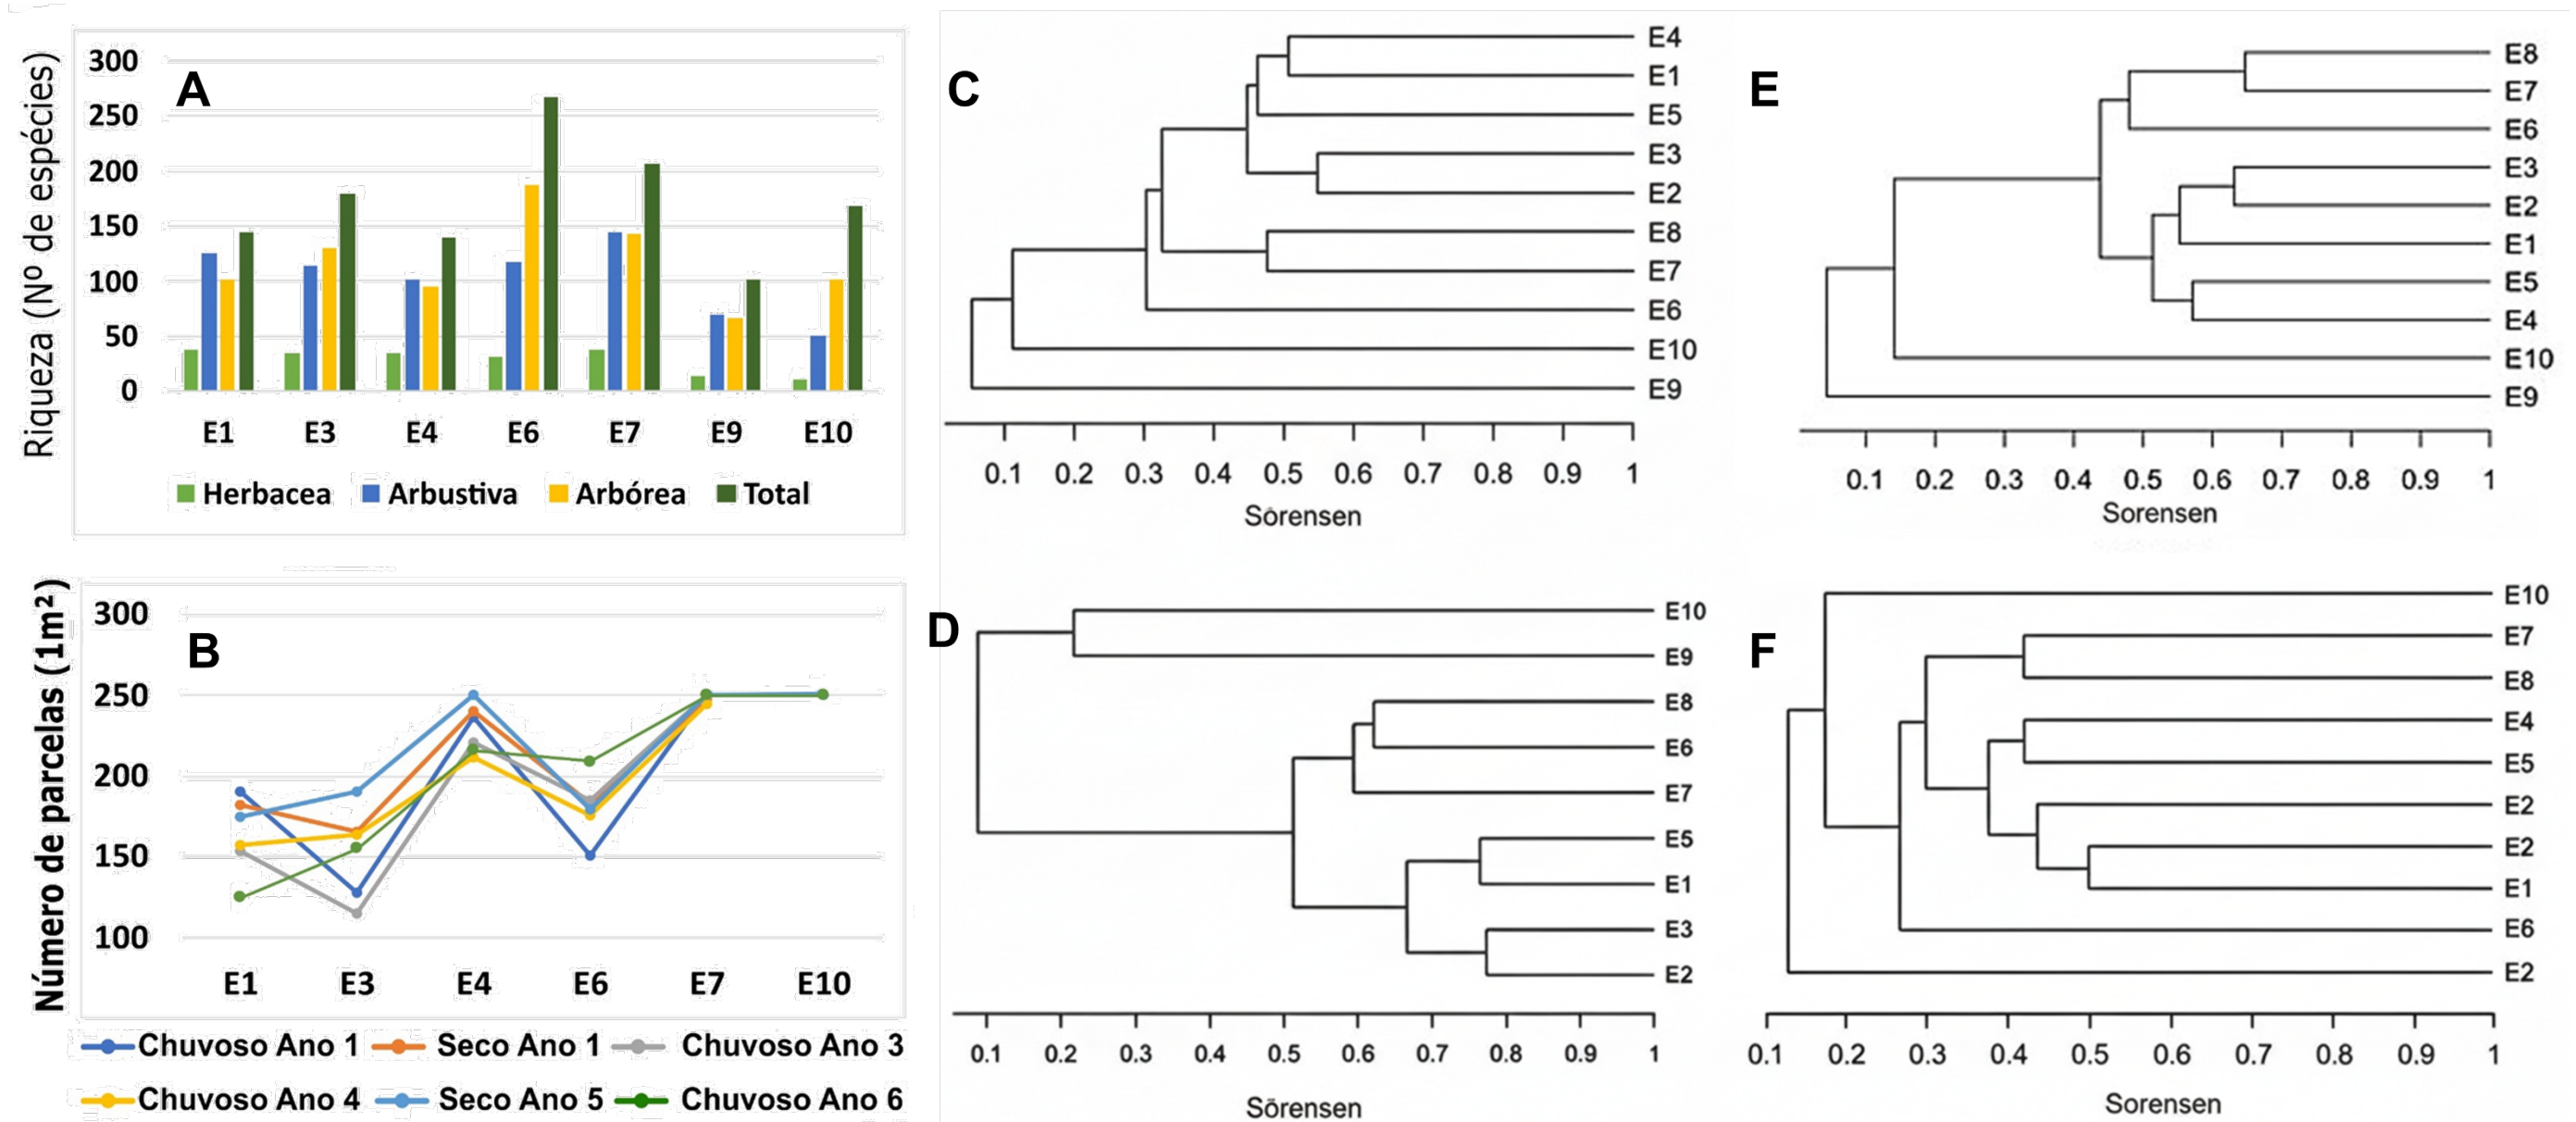 A
Riqueza (Nº de espécies)
300
250
200
150
100
50
0
E1 E3 E4 E6 E7 E9 E10
Herbacea Arbustiva Arbórea Total
B
Número de parcelas (1m²)
300
250
200
150
100
E1 E3 E4 E6 E7 E10
Chuvoso Ano 1 Seco Ano 1 Chuvoso Ano 3
Chuvoso Ano 4 Seco Ano 5 Chuvoso Ano 6
C
E4
E1
E5
E3
E2
E8
E7
E6
E10
E9
0.1 0.2 0.3 0.4 0.5 0.6 0.7 0.8 0.9 1
Sôrensen
D
E10
E9
E8
E6
E7
E5
E1
E3
E2
0.1 0.2 0.3 0.4 0.5 0.6 0.7 0.8 0.9 1
Sōrensen
E
E8
E7
E6
E3
E2
E1
E5
E4
E10
E9
0.1 0.2 0.3 0.4 0.5 0.6 0.7 0.8 0.9 1
Sorensen
F
E10
E7
E8
E4
E5
E2
E2
E1
E6
E2
0.1 0.2 0.3 0.4 0.5 0.6 0.7 0.8 0.9 1
Sorensen